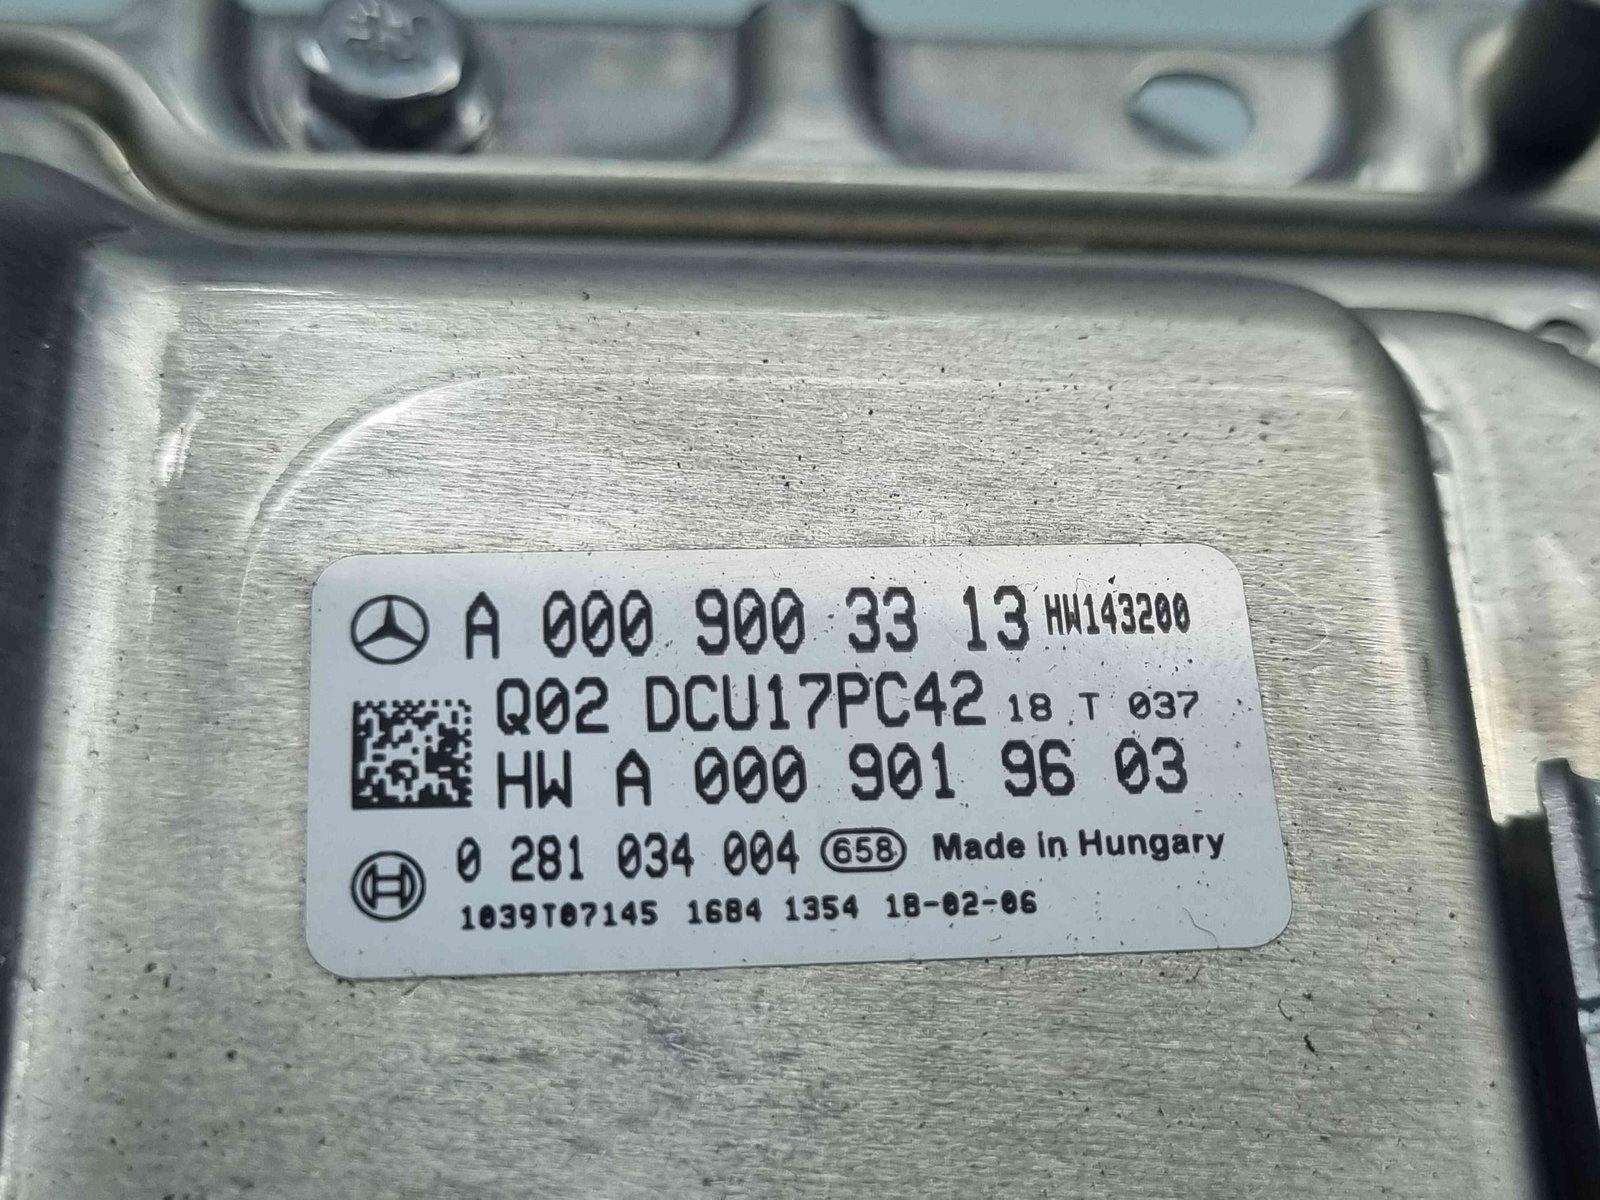 A 000 900 33 13 HW143200
Q02 DCU17PC42 18 T 037
HW A 000 901 96 03
0 281 034 004 658 Made in Hungary
1039T07145 1684 1354 18-02-06